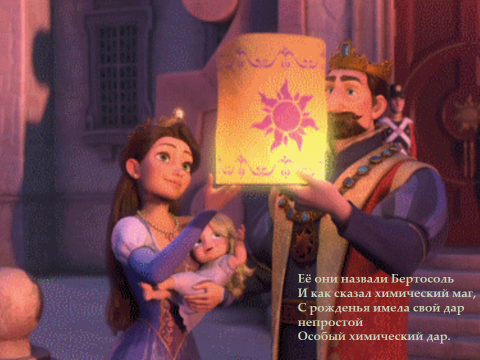 Её они назвали Бертосоль
И как сказал химический маг,
С рожденья имела свой дар
непростой
Особый химический дар.